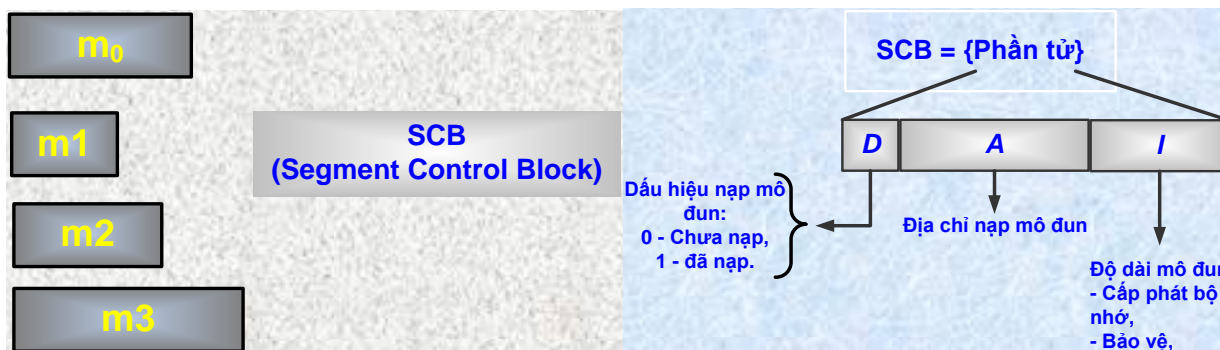 m0
m1
m2
m3
SCB
(Segment Control Block)
SCB = {Phần tử}
D A I
Dấu hiệu nạp mô
đun:
0 - Chưa nạp,
1 - đã nạp.
Địa chỉ nạp mô đun
Độ dài mô đun
- Cấp phát bộ
nhớ,
- Bảo vệ,